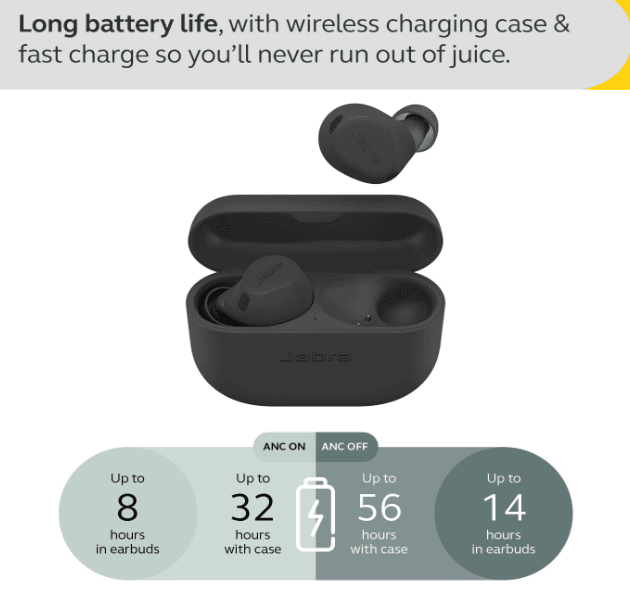 Long battery life, with wireless charging case &
fast charge so you'll never run out of juice.
Jabra
Jabra
Jabra
ANC ON
ANC OFF
Up to
8
hours
in earbuds
Up to
32
hours
with case
Up to
56
hours
with case
Up to
14
hours
in earbuds